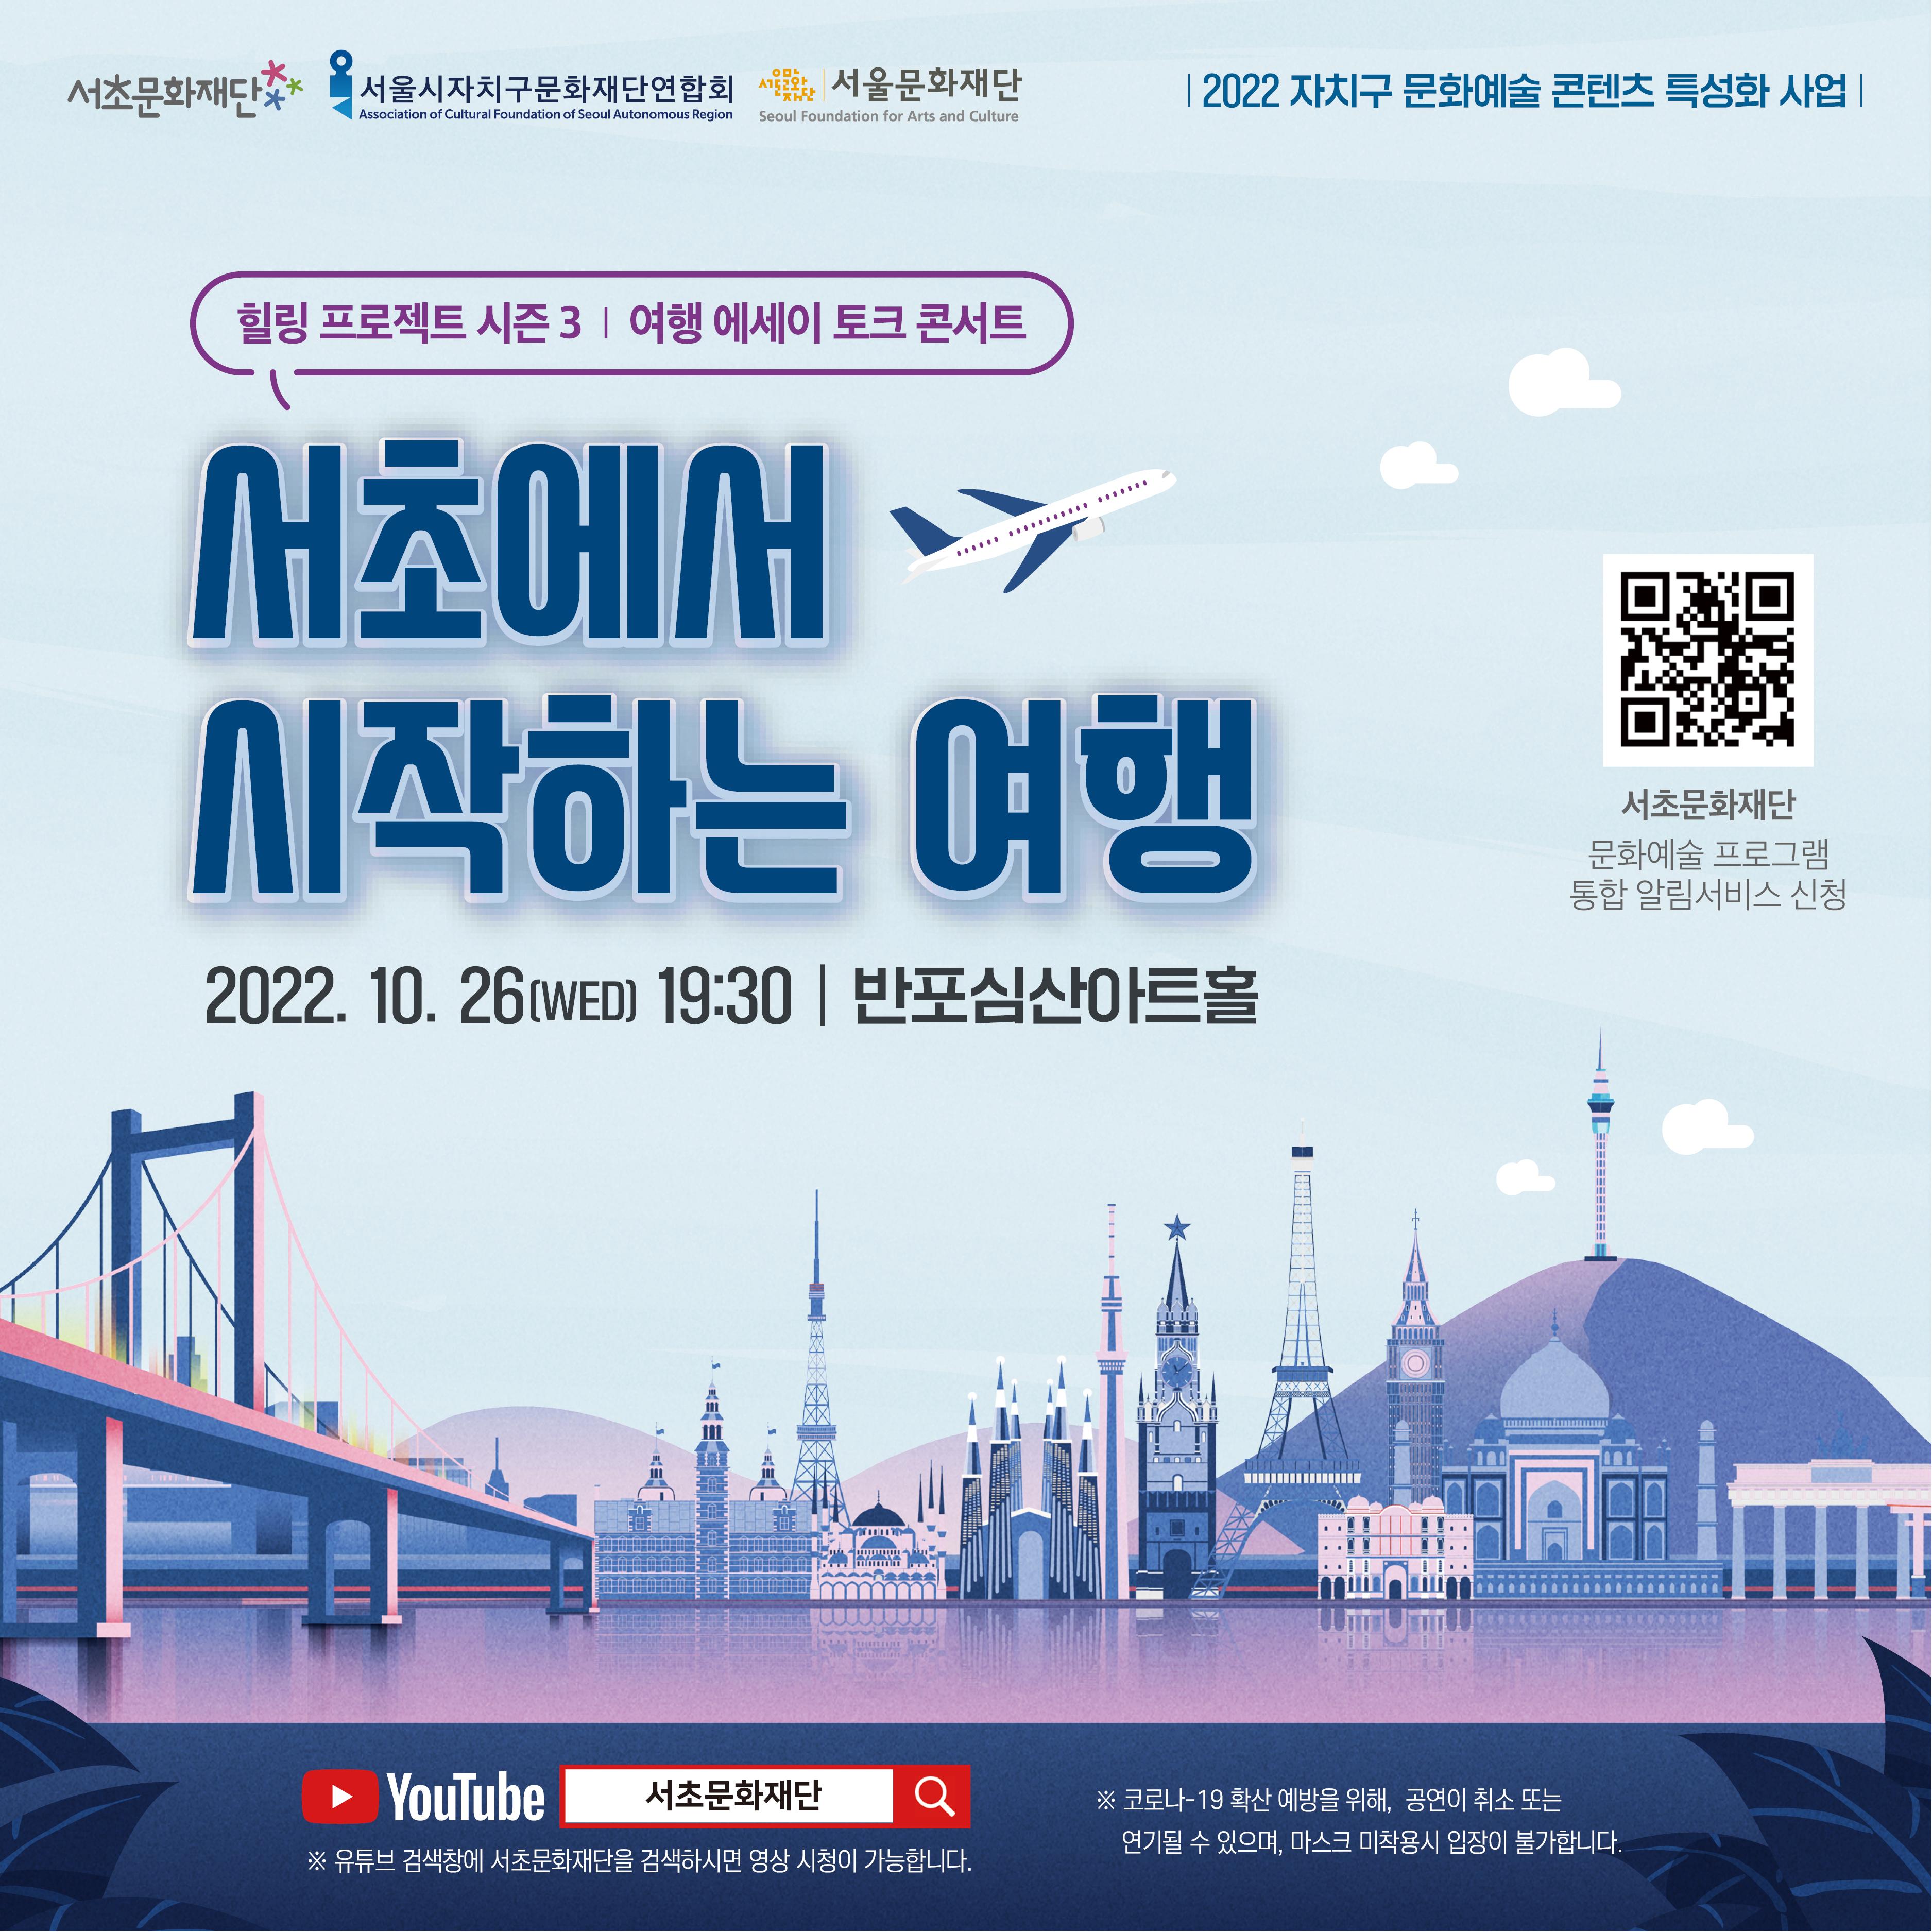 서초문화재단
서울시자치구문화재단연합회
Association of Cultural Foundation of Seoul Autonomous Region
서울문화재단
서울문화재단
Seoul Foundation for Arts and Culture
| 2022 자치구 문화예술 콘텐츠 특성화 사업 |
힐링 프로젝트 시즌 3 | 여행 에세이 토크 콘서트
서초에서
시작하는 여행
서초문화재단
문화예술 프로그램
통합 알림서비스 신청
2022. 10. 26(WED) 19:30 | 반포심산아트홀
YouTube 서초문화재단
※ 유튜브 검색창에 서초문화재단을 검색하시면 영상 시청이 가능합니다.
※ 코로나-19 확산 예방을 위해, 공연이 취소 또는
연기될 수 있으며, 마스크 미착용시 입장이 불가합니다.